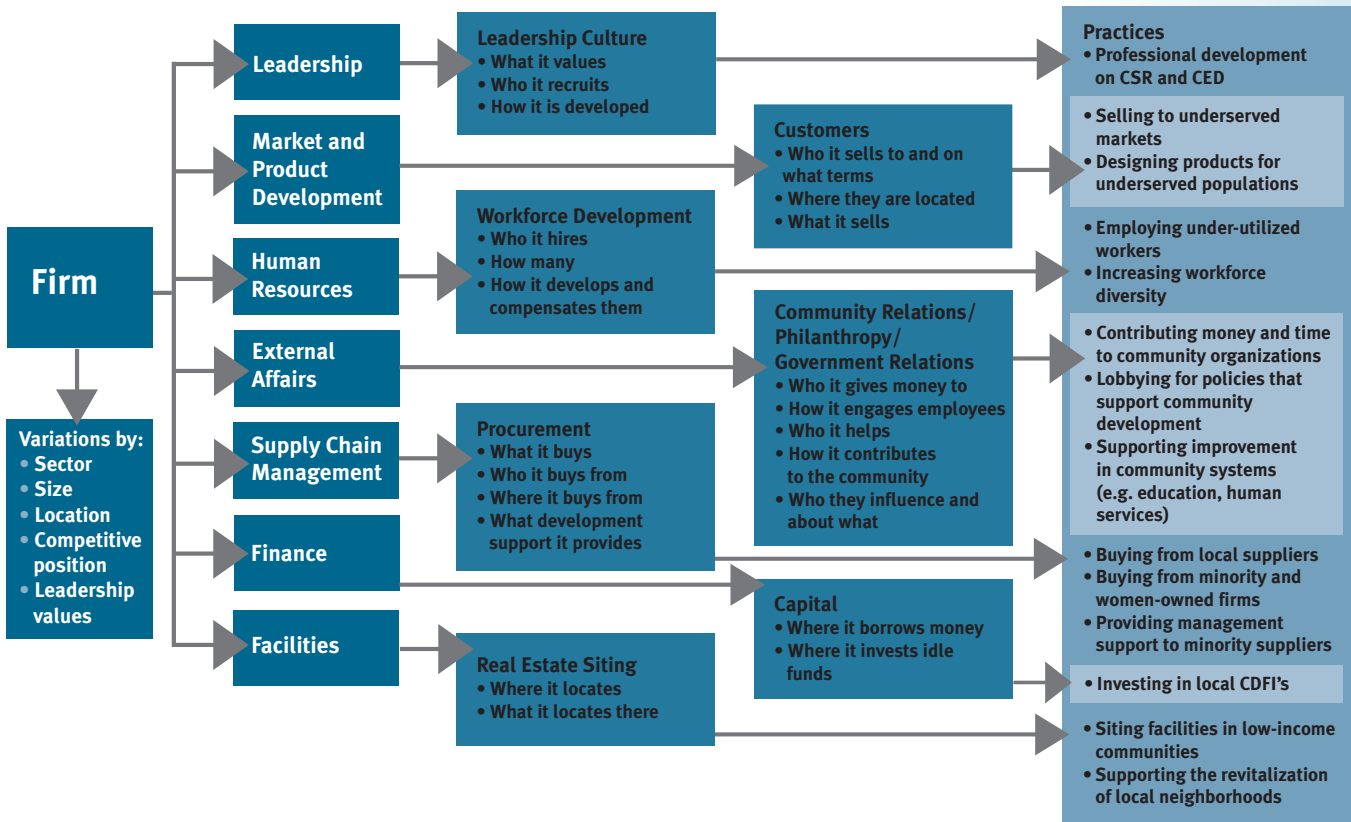 Firm
Variations by:
• Sector
• Size
• Location
• Competitive
position
• Leadership
values
Leadership
Market and
Product
Development
Human
Resources
External
Affairs
Supply Chain
Management
Finance
Facilities
Leadership Culture
• What it values
• Who it recruits
• How it is developed
Workforce Development
• Who it hires
• How many
• How it develops and
compensates them
Procurement
• What it buys
• Who it buys from
• Where it buys from
• What development
support it provides
Real Estate Siting
• Where it locates
• What it locates there
Customers
• Who it sells to and on
what terms
• Where they are located
• What it sells
Community Relations/
Philanthropy/
Government Relations
• Who it gives money to
• How it engages employees
• Who it helps
• How it contributes
to the community
• Who they influence and
about what
Capital
• Where it borrows money
• Where it invests idle
funds
Practices
• Professional development
on CSR and CED
• Selling to underserved
markets
• Designing products for
underserved populations
• Employing under-utilized
workers
• Increasing workforce
diversity
• Contributing money and time
to community organizations
• Lobbying for policies that
support community
development
• Supporting improvement
in community systems
(e.g. education, human
services)
• Buying from local suppliers
• Buying from minority and
women-owned firms
• Providing management
support to minority suppliers
• Investing in local CDFI's
• Siting facilities in low-income
communities
• Supporting the revitalization
of local neighborhoods